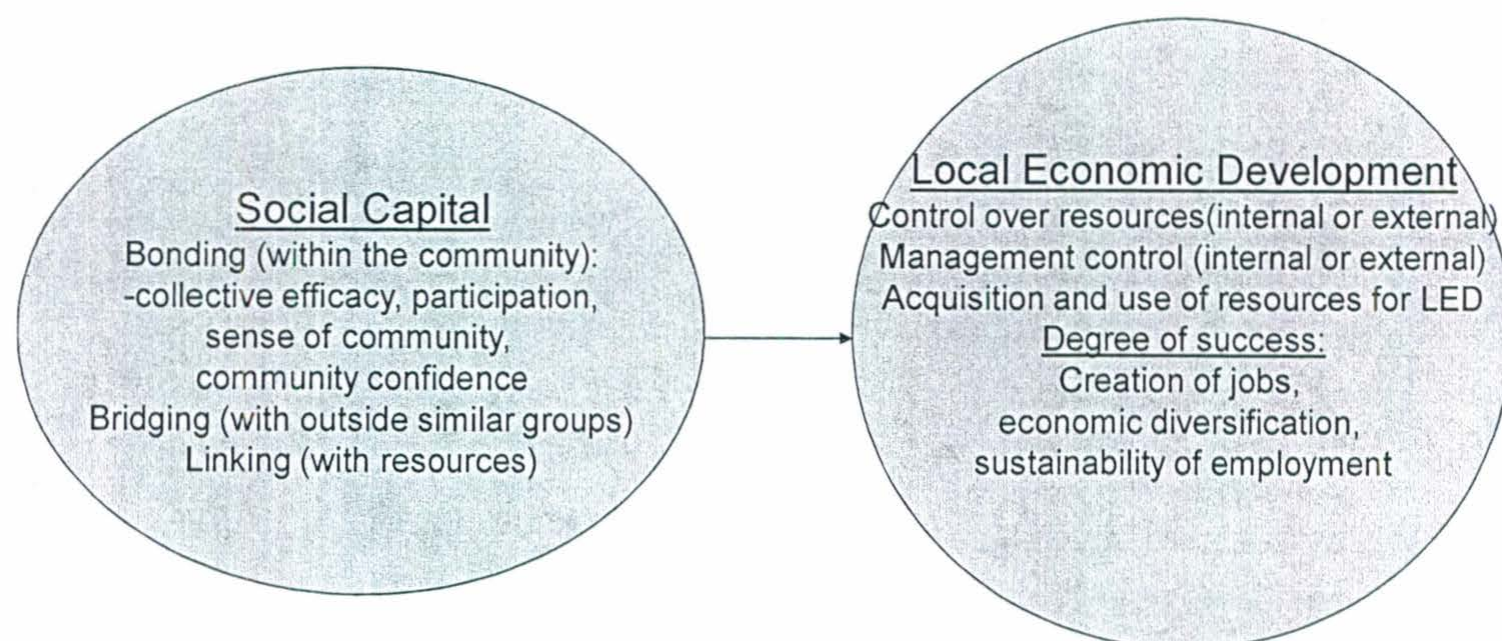 Social Capital
Bonding (within the community):
-collective efficacy, participation,
sense of community,
community confidence
Bridging (with outside similar groups)
Linking (with resources)
Local Economic Development
Control over resources(internal or external)
Management control (internal or external)
Acquisition and use of resources for LED
Degree of success:
Creation of jobs,
economic diversification,
sustainability of employment